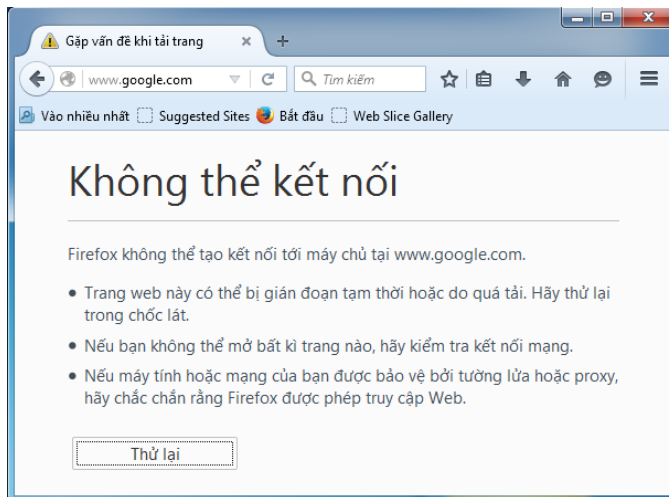 Gặp vấn đề khi tải trang
www.google.com
Tìm kiếm
Vào nhiều nhất Suggested Sites Bắt đầu Web Slice Gallery
Không thể kết nối
Firefox không thể tạo kết nối tới máy chủ tại www.google.com.
Trang web này có thể bị gián đoạn tạm thời hoặc do quá tải. Hãy thử lại
trong chốc lát.
Nếu bạn không thể mở bất kì trang nào, hãy kiểm tra kết nối mạng.
Nếu máy tính hoặc mạng của bạn được bảo vệ bởi tường lửa hoặc proxy,
hãy chắc chắn rằng Firefox được phép truy cập Web.
Thử lại